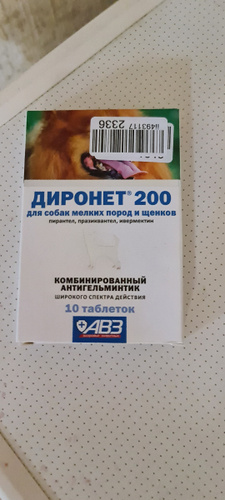 8493117
2336
ДИРОНЕТ® 200
для собак мелких пород и щенков
пирантел, празиквантел, ивермектин
КОМБИНИРОВАННЫЙ
АНТИГЕЛЬМИНТИК
ШИРОКОГО СПЕКТРА ДЕЙСТВИЯ
10 таблеток
АВЗ